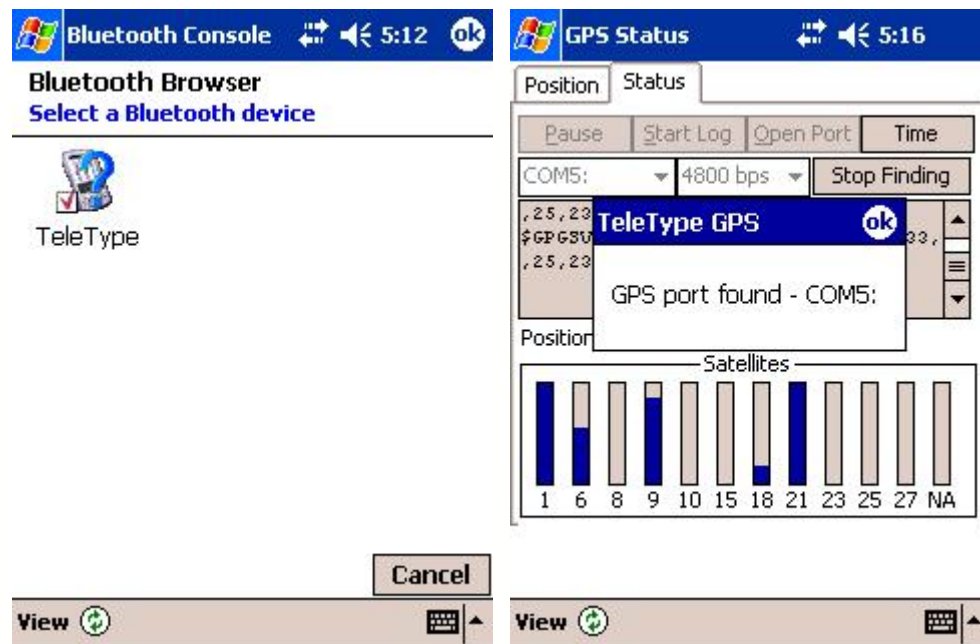 Bluetooth Console 5:12 ok
Bluetooth Browser
Select a Bluetooth device
TeleType
Cancel
View
GPS Status 5:16
Position Status
Pause Start Log Open Port Time
COM5: 4800 bps Stop Finding
,25,23
$GPGSV 33,
,25,23
TeleType GPS ok
GPS port found - COM5:
Position
Satellites
1 6 8 9 10 15 18 21 23 25 27 NA
View